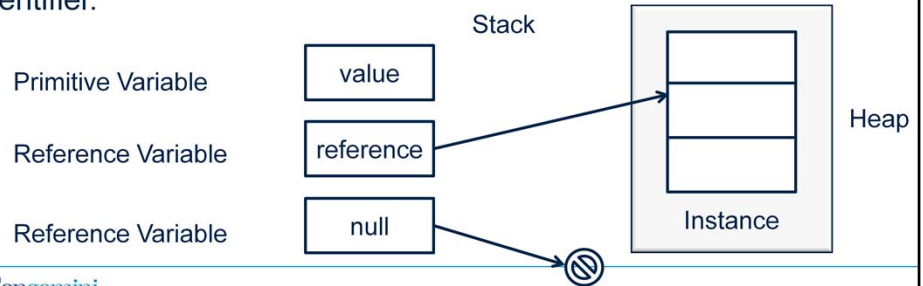 Stack
Primitive Variable value
Heap
Reference Variable reference
Instance
Reference Variable null